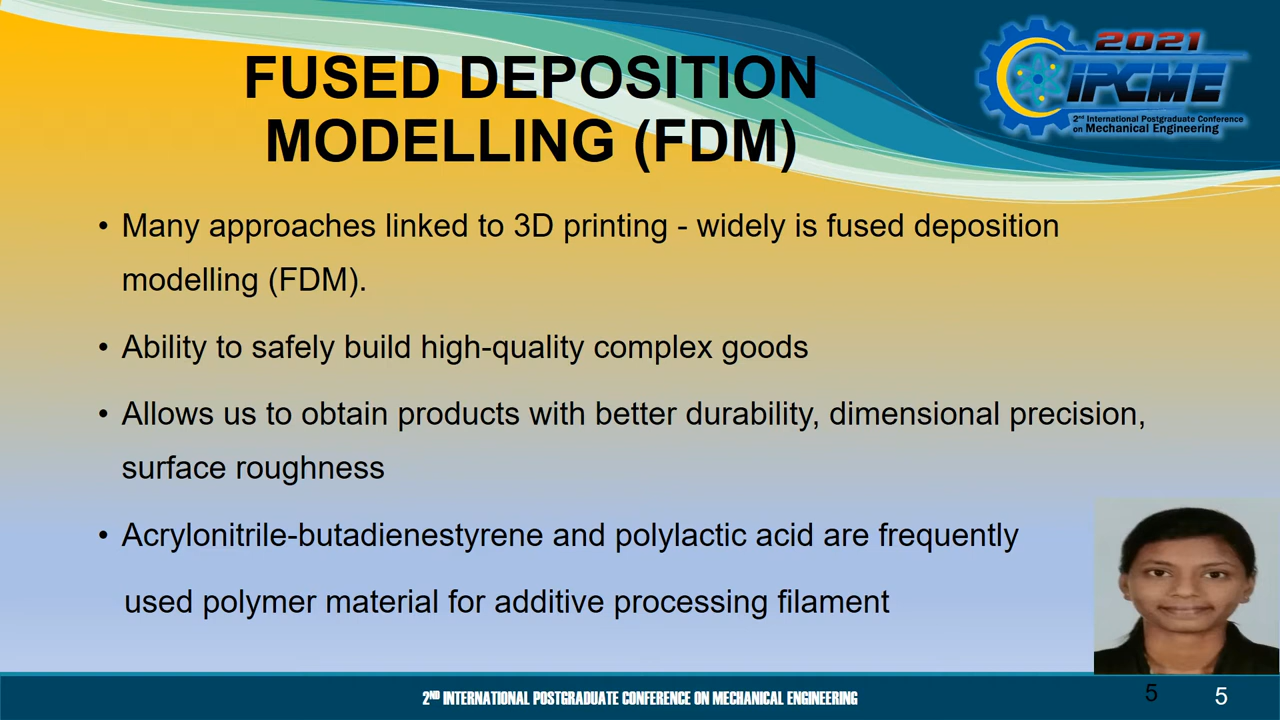 FUSED DEPOSITION
MODELLING (FDM)
2021
IPCME
2nd International Postgraduate Conference
on Mechanical Engineering
• Many approaches linked to 3D printing - widely is fused deposition
modelling (FDM).
• Ability to safely build high-quality complex goods
• Allows us to obtain products with better durability, dimensional precision,
surface roughness
• Acrylonitrile-butadienestyrene and polylactic acid are frequently
used polymer material for additive processing filament
2ND INTERNATIONAL POSTGRADUATE CONFERENCE ON MECHANICAL ENGINEERING
5
5